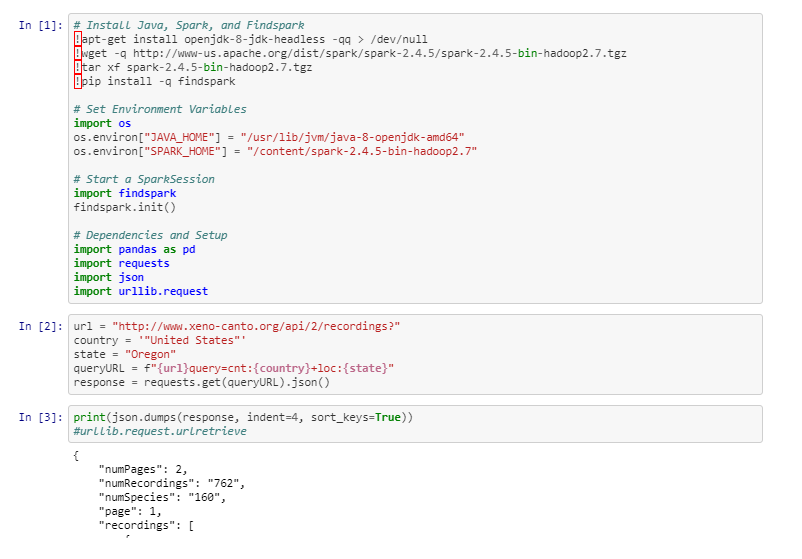 In [1]: # Install Java, Spark, and Findspark
!apt-get install openjdk-8-jdk-headless -qq > /dev/null
!wget -q http://www-us.apache.org/dist/spark/spark-2.4.5/spark-2.4.5-bin-hadoop2.7.tgz
!tar xf spark-2.4.5-bin-hadoop2.7.tgz
!pip install -q findspark
# Set Environment Variables
import os
os.environ["JAVA_HOME"] = "/usr/lib/jvm/java-8-openjdk-amd64"
os.environ["SPARK_HOME"] = "/content/spark-2.4.5-bin-hadoop2.7"
# Start a SparkSession
import findspark
findspark.init()
# Dependencies and Setup
import pandas as pd
import requests
import json
import urllib.request
In [2]: url = "http://www.xeno-canto.org/api/2/recordings?"
country = '"United States"'
state = "Oregon"
queryURL = f"{url}query=cnt:{country}+loc:{state}"
response = requests.get(queryURL).json()
In [3]: print(json.dumps(response, indent=4, sort_keys=True))
#urllib.request.urlretrieve
{
    "numPages": 2,
    "numRecordings": "762",
    "numSpecies": "160",
    "page": 1,
    "recordings": [
        {